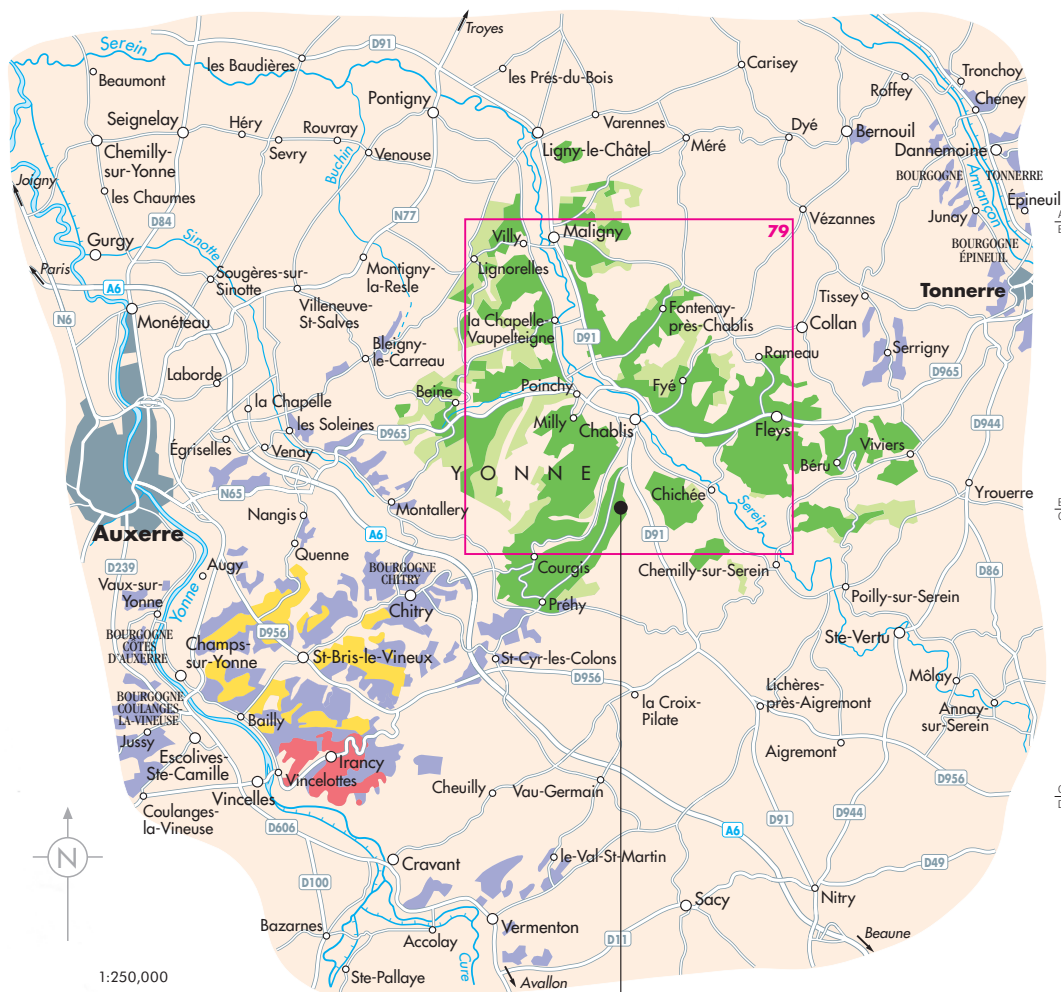 Troyes
Serein
D91
les Baudières
Beaumont
les Prés-du-Bois
Carisey
Tronchoy
Roffey
Cheney
Pontigny
Seignelay
Héry
Rouvray
Varennes
Bernouil
Chemilly-
sur-Yonne
Sevry
Buchin
Venouse
Ligny-le-Châtel
Méré
Dyé
Dannemoine
BOURGOGNE
TONNERRE
Armançon
Joigny
les Chaumes
D84
N77
Vézannes
Junay
Épineuil
A
B
Gurgy
Sinotte
Villy
Maligny
79
BOURGOGNE
ÉPINEUIL
Paris
A6
Sougères-sur-
Sinotte
Montigny-
la-Resle
Lignorelles
Tonnerre
N6
Monéteau
Villeneuve-
St-Salves
la Chapelle-
Vaupelteigne
D91
Fontenay-
près-Chablis
Tissey
Collan
Bleigny-
le-Carreau
Rameau
Serrigny
D965
Laborde
la Chapelle
Beine
Poinchy
Fyé
les Soleines
D965
Milly
Chablis
Fleys
D944
Égriselles
Venay
Viviers
Béru
YONNE
N65
Montallery
Chichée
Serein
Yrouerre
Nangis
A6
B
C
Auxerre
Quenne
D91
D239
Augy
BOURGOGNE
CHITRY
Courgis
Chemilly-sur-Serein
D86
Vaux-sur-
Yonne
Yonne
Chitry
Préhy
Poilly-sur-Serein
BOURGOGNE
CÔTES
D'AUXERRE
D956
Champs-
sur-Yonne
St-Bris-le-Vineux
St-Cyr-les-Colons
D956
Ste-Vertu
Môlay
BOURGOGNE
COULANGES-
LA-VINEUSE
la Croix-
Pilate
Lichères-
près-Aigremont
Annay-
sur-Serein
Bailly
Jussy
Escolives-
Ste-Camille
Irancy
Aigremont
Vincelottes
Vincelles
Cheuilly
Vau-Germain
D956
C
D
Coulanges-
la-Vineuse
D606
D91
D944
A6
N
Cravant
le-Val-St-Martin
D49
D100
Nitry
Sacy
Bazarnes
Vermenton
Accolay
D11
Beaune
Cure
Ste-Pallaye
Avallon
1:250,000